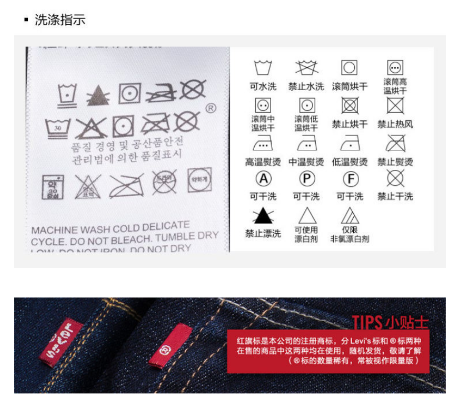 洗涤指示
30
®
품질 경영 및 공산품안전
관리법에 의한 품질표시
약
MACHINE WASH COLD DELICATE
CYCLE. DO NOT BLEACH. TUMBLE DRY
LOW. DO NOT IRON. DO NOT DRY
可水洗 禁止水洗 滚筒烘干 滚筒高
温烘干
滚筒中
温烘干 滚筒低
温烘干 禁止烘干 禁止热风
高温熨烫 中温熨烫 低温熨烫 禁止熨烫
A P F
可干洗 可干洗 可干洗 禁止干洗
禁止漂洗 可使用
漂白剂 仅限
非氯漂白剂
TIPS小贴士
Levi's
®
红旗标是本公司的注册商标，分 Levi's 标和 ® 标两种
在售的商品中这两种均在使用，随机发货，敬请了解
（®标的数量稀有，常被视作限量版）